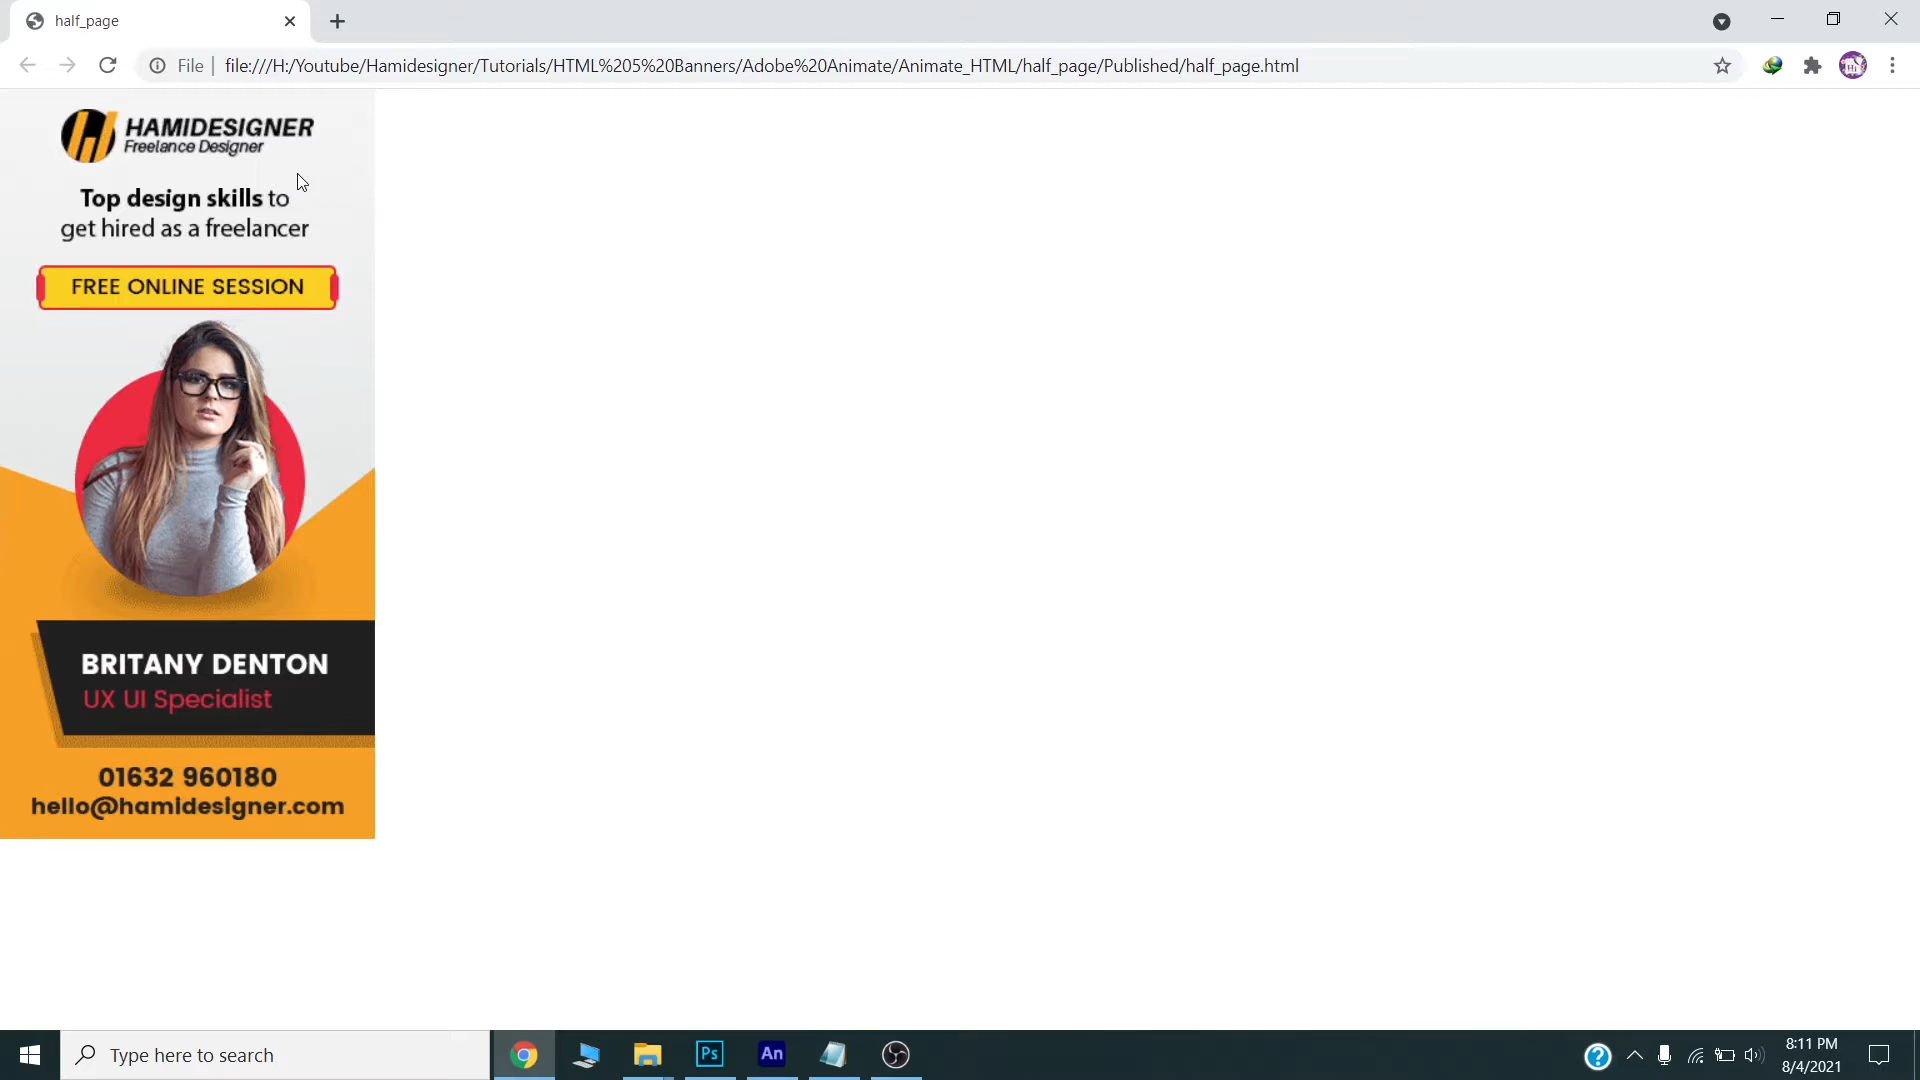 half_page
File
file:///H:/Youtube/Hamidesigner/Tutorials/HTML%205%20Banners/Adobe%20Animate/Animate_HTML/half_page/Published/half_page.html
HAMIDESIGNER
Freelance Designer
Top design skills to
get hired as a freelancer
FREE ONLINE SESSION
BRITANY DENTON
UX UI Specialist
01632 960180
hello@hamidesigner.com
Type here to search
Ps
An
8:11 PM
8/4/2021